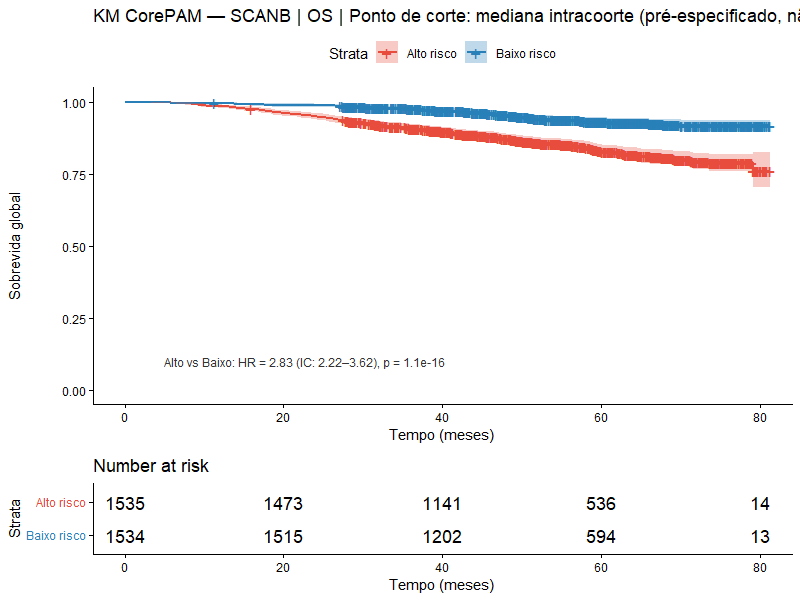 KM CorePAM — SCANB | OS | Ponto de corte: mediana intracoorte (pré-especificado,
Strata Alto risco Baixo risco
1.00
0.75
0.50
0.25
0.00
Sobrevida global
Alto vs Baixo: HR = 2.83 (IC: 2.22–3.62), p = 1.1e-16
0 20 40 60 80
Tempo (meses)
Number at risk
Strata
Alto risco 1535 1473 1141 536 14
Baixo risco 1534 1515 1202 594 13
0 20 40 60 80
Tempo (meses)